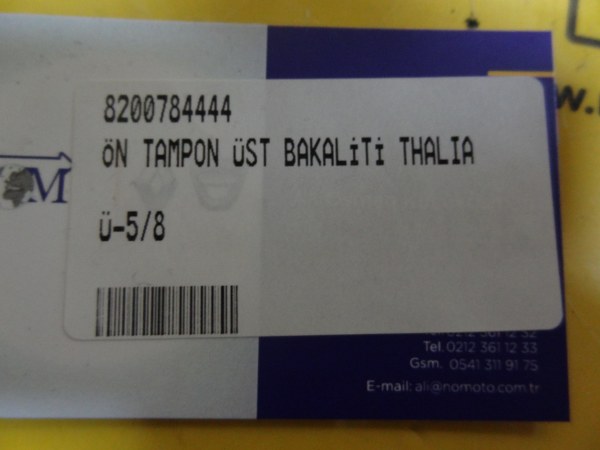 8200784444
ÖN TAMPON ÜST BAKALİTİ THALIA
Ü-5/8
OM
Tel. 0212 361 12 33
Gsm. 0541 311 91 75
E-mail: ali@nomoto.com.tr